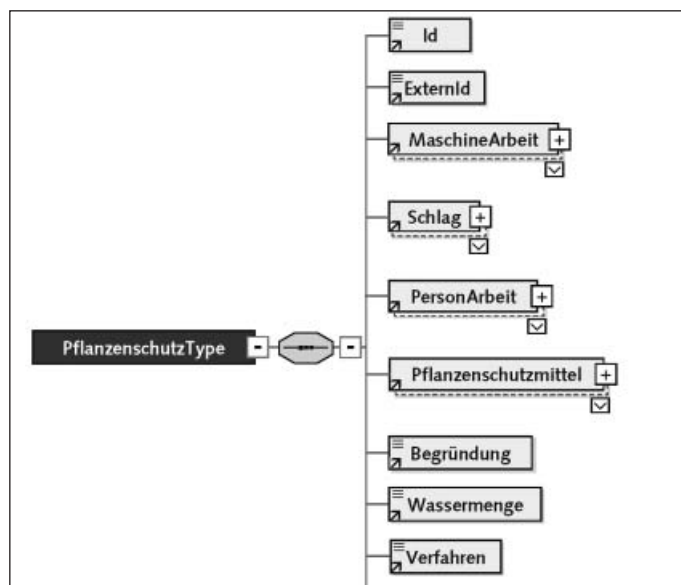 Id
ExternId
MaschineArbeit
Schlag
PersonArbeit
PflanzenschutzType
Pflanzenschutzmittel
Begründung
Wassermenge
Verfahren